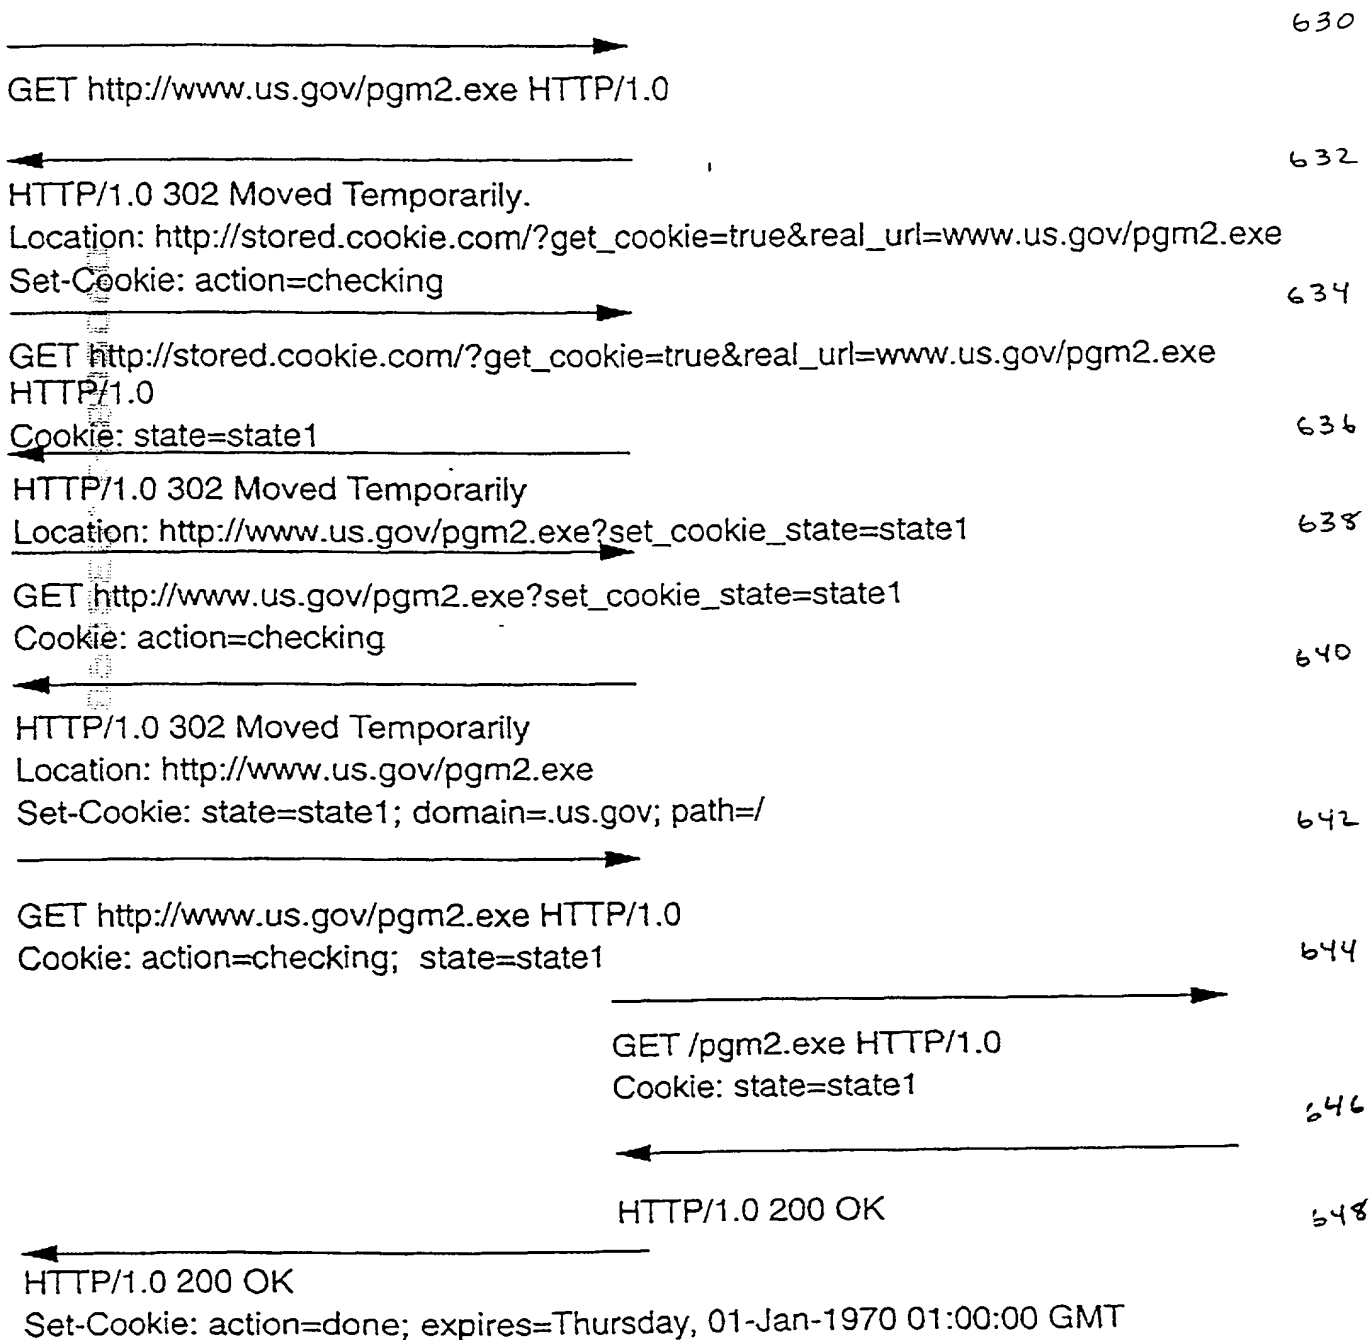 630
GET http://www.us.gov/pgm2.exe HTTP/1.0
632
HTTP/1.0 302 Moved Temporarily.
Location: http://stored.cookie.com/?get_cookie=true&real_url=www.us.gov/pgm2.exe
Set-Cookie: action=checking
634
GET http://stored.cookie.com/?get_cookie=true&real_url=www.us.gov/pgm2.exe
HTTP/1.0
Cookie: state=state1
636
HTTP/1.0 302 Moved Temporarily
Location: http://www.us.gov/pgm2.exe?set_cookie_state=state1
638
GET http://www.us.gov/pgm2.exe?set_cookie_state=state1
Cookie: action=checking
640
HTTP/1.0 302 Moved Temporarily
Location: http://www.us.gov/pgm2.exe
Set-Cookie: state=state1; domain=.us.gov; path=/
642
GET http://www.us.gov/pgm2.exe HTTP/1.0
Cookie: action=checking; state=state1
644
GET /pgm2.exe HTTP/1.0
Cookie: state=state1
646
HTTP/1.0 200 OK
648
HTTP/1.0 200 OK
Set-Cookie: action=done; expires=Thursday, 01-Jan-1970 01:00:00 GMT